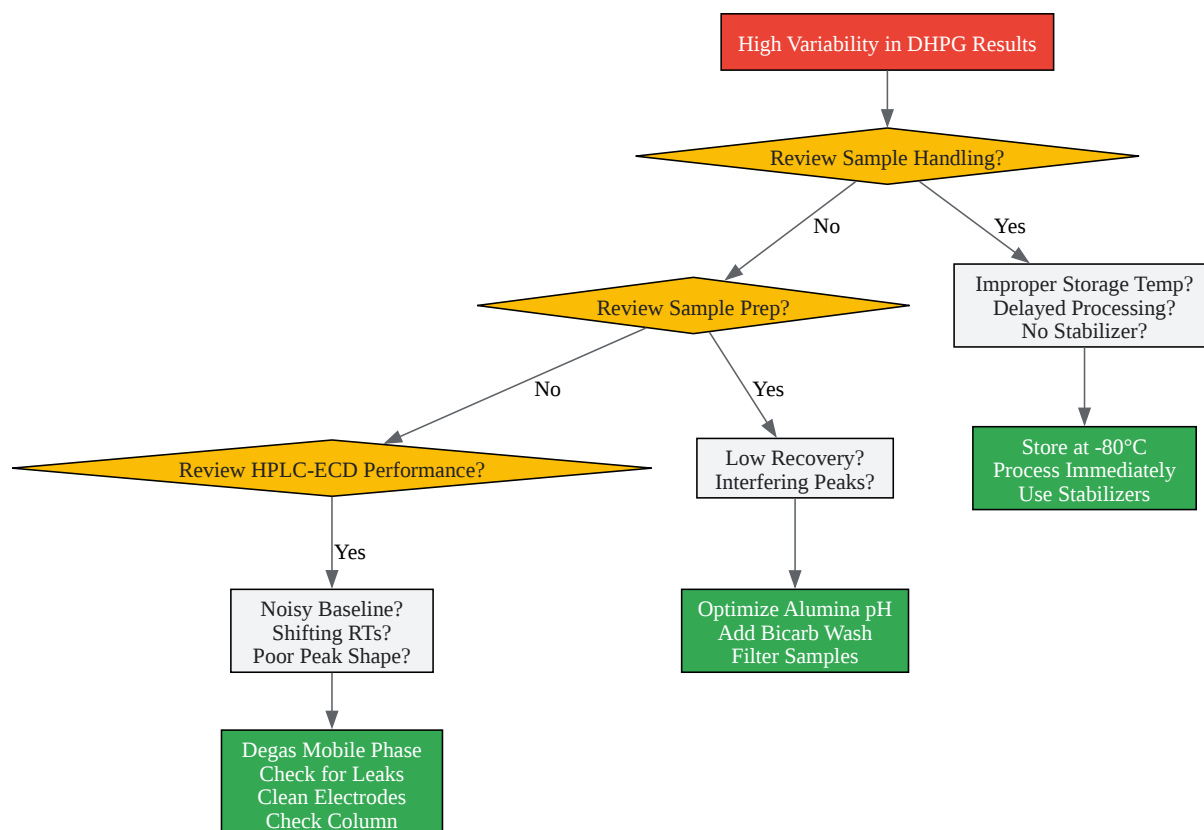 High Variability in DHPG Results
Review Sample Handling?
No
Yes
Review Sample Prep?
Improper Storage Temp?
Delayed Processing?
No Stabilizer?
No
Yes
Review HPLC-ECD Performance?
Low Recovery?
Interfering Peaks?
Store at -80°C
Process Immediately
Use Stabilizers
Yes
Noisy Baseline?
Shifting RTs?
Poor Peak Shape?
Optimize Alumina pH
Add Bicarb Wash
Filter Samples
Degas Mobile Phase
Check for Leaks
Clean Electrodes
Check Column